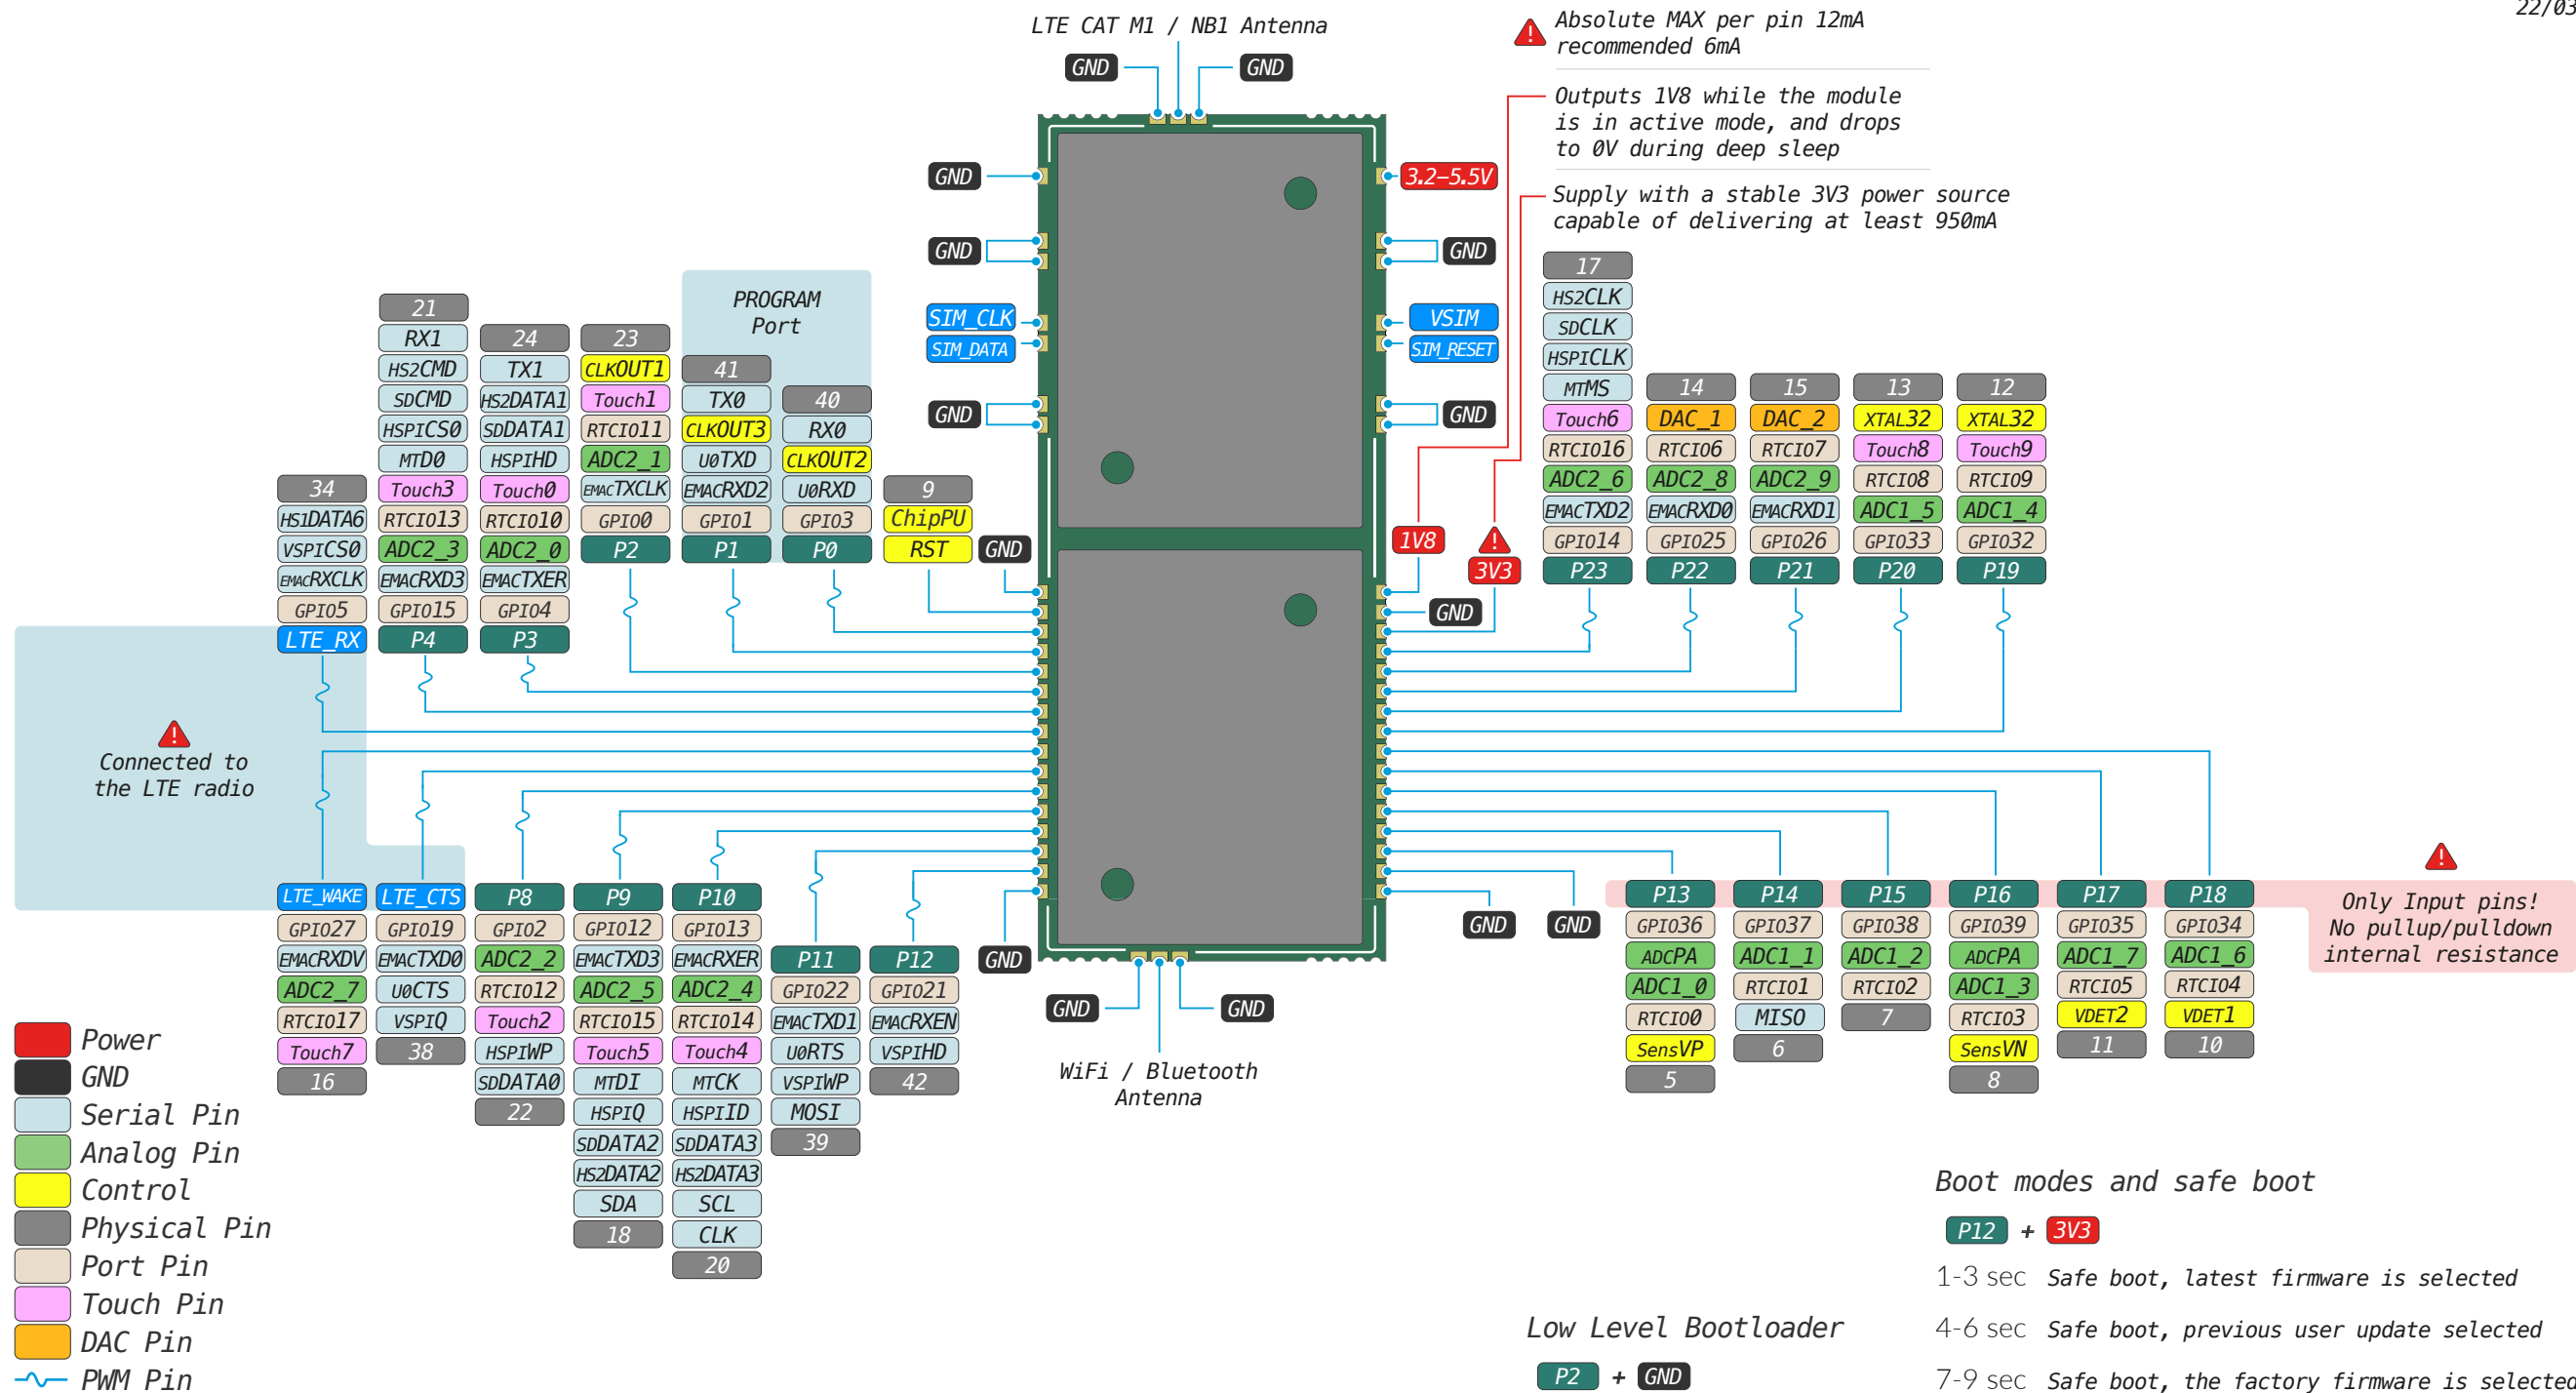 22/03
LTE CAT M1 / NB1 Antenna
GND
GND
Absolute MAX per pin 12mA
recommended 6mA
Outputs 1V8 while the module
is in active mode, and drops
to 0V during deep sleep
Supply with a stable 3V3 power source
capable of delivering at least 950mA
GND
3.2–5.5V
GND
GND
SIM_CLK
SIM_DATA
VSIM
SIM_RESET
GND
GND
PROGRAM
Port
34
HS1DATA6
VSPICS0
EMACRXCLK
GPIO5
LTE_RX
21
RX1
HS2CMD
SDCMD
HSPICS0
MTDO
Touch3
RTCIO13
ADC2_3
EMACRXD3
GPIO15
P4
24
TX1
HS2DATA1
SDDATA1
HSPIHD
Touch0
RTCIO10
ADC2_0
EMACTXER
GPIO4
P3
23
CLKOUT1
Touch1
RTCIO11
ADC2_1
EMACTXCLK
GPIO0
P2
41
TX0
CLKOUT3
U0TXD
EMACRXD2
GPIO1
P1
40
RX0
CLKOUT2
U0RXD
GPIO3
P0
9
ChipPU
RST
GND
1V8
3V3
GND
17
HS2CLK
SDCLK
HSPICLK
MTMS
Touch6
RTCIO16
ADC2_6
EMACTXD2
GPIO14
P23
14
DAC_1
RTCIO6
ADC2_8
EMACRXD0
GPIO25
P22
15
DAC_2
RTCIO7
ADC2_9
EMACRXD1
GPIO26
P21
13
XTAL32
Touch8
RTCIO8
ADC1_5
GPIO33
P20
12
XTAL32
Touch9
RTCIO9
ADC1_4
GPIO32
P19
Connected to
the LTE radio
LTE_WAKE
GPIO27
EMACRXDV
ADC2_7
RTCIO17
Touch7
16
LTE_CTS
GPIO19
EMACTXD0
U0CTS
VSPIQ
38
P8
GPIO2
ADC2_2
RTCIO12
Touch2
HSPIWP
SDDATA0
22
P9
GPIO12
EMACTXD3
ADC2_5
RTCIO15
Touch5
MTDI
HSPIQ
SDDATA2
HS2DATA2
SDA
18
P10
GPIO13
EMACRXER
ADC2_4
RTCIO14
Touch4
MTCK
HSPIID
SDDATA3
HS2DATA3
SCL
CLK
20
P11
GPIO22
EMACTXD1
U0RTS
VSPIWP
MOSI
39
P12
GPIO21
EMACRXEN
VSPIHD
42
GND
GND
GND
WiFi / Bluetooth
Antenna
GND
GND
P13
GPIO36
ADCPA
ADC1_0
RTCIO0
SensVP
5
P14
GPIO37
ADC1_1
RTCIO1
MISO
6
P15
GPIO38
ADC1_2
RTCIO2
7
P16
GPIO39
ADCPA
ADC1_3
RTCIO3
SensVN
8
P17
GPIO35
ADC1_7
RTCIO5
VDET2
11
P18
GPIO34
ADC1_6
RTCIO4
VDET1
10
Only Input pins!
No pullup/pulldown
internal resistance
Power
GND
Serial Pin
Analog Pin
Control
Physical Pin
Port Pin
Touch Pin
DAC Pin
PWM Pin
Low Level Bootloader
P2 + GND
Boot modes and safe boot
P12 + 3V3
1-3 sec Safe boot, latest firmware is selected
4-6 sec Safe boot, previous user update selected
7-9 sec Safe boot, the factory firmware is selected